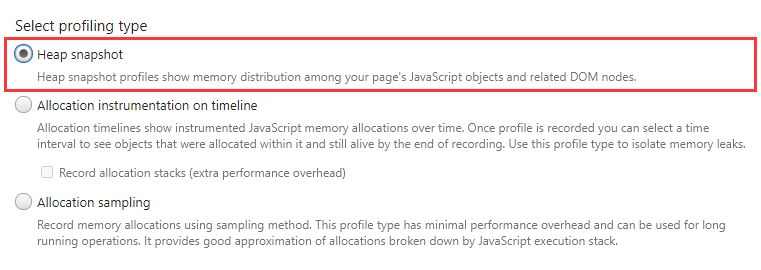 Select profiling type
Heap snapshot
Heap snapshot profiles show memory distribution among your page's JavaScript objects and related DOM nodes.
Allocation instrumentation on timeline
Allocation timelines show instrumented JavaScript memory allocations over time. Once profile is recorded you can select a time
interval to see objects that were allocated within it and still alive by the end of recording. Use this profile type to isolate memory leaks.
Record allocation stacks (extra performance overhead)
Allocation sampling
Record memory allocations using sampling method. This profile type has minimal performance overhead and can be used for long
running operations. It provides good approximation of allocations broken down by JavaScript execution stack.